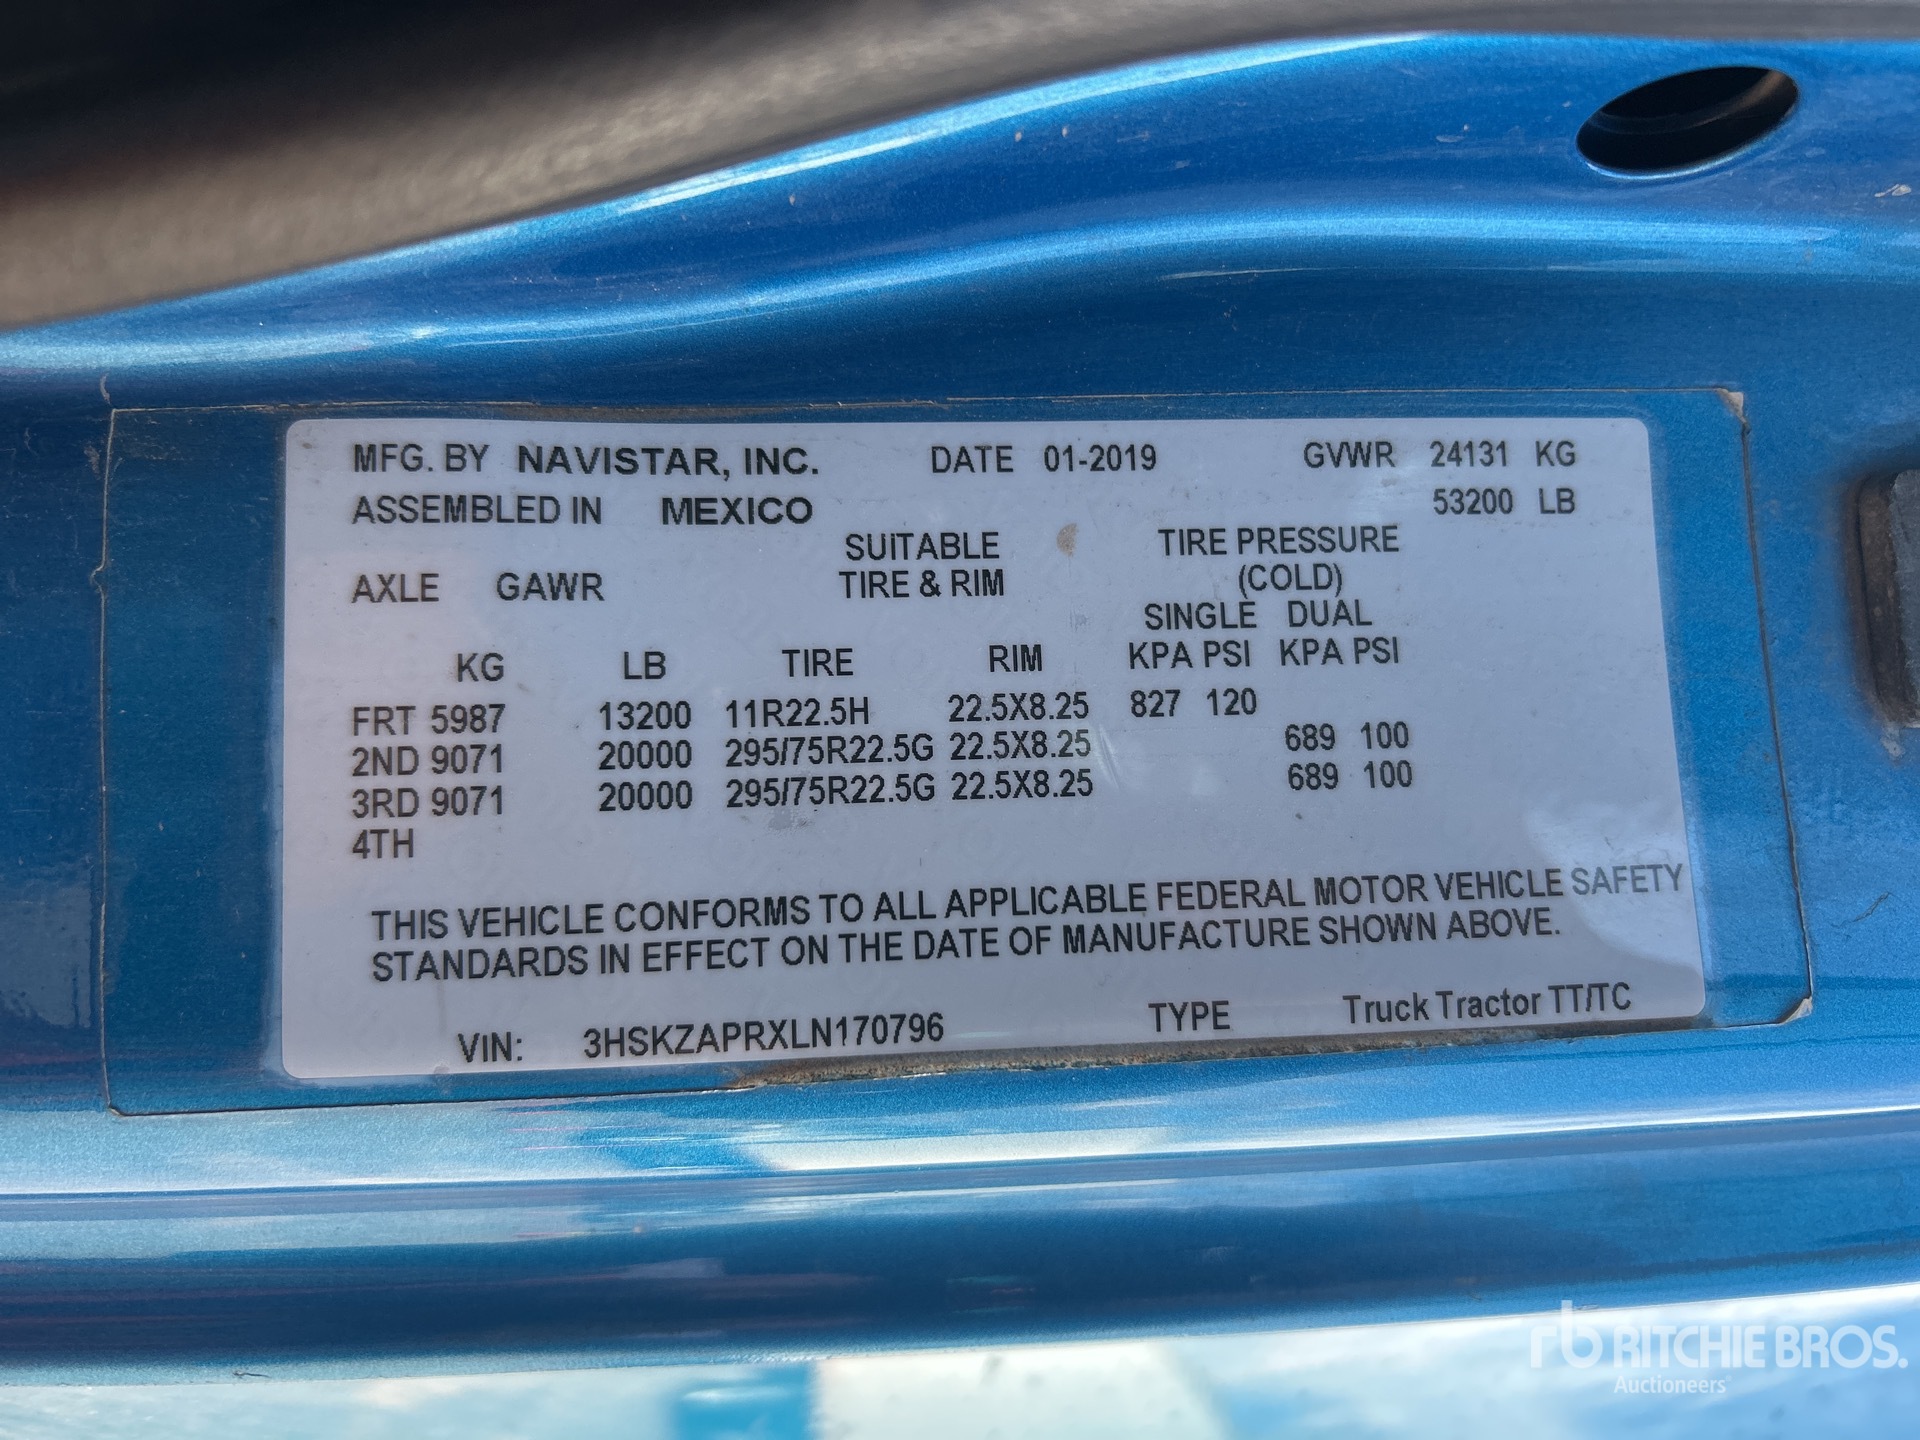 MFG. BY NAVISTAR, INC. DATE 01-2019 GVWR 24131 KG
ASSEMBLED IN MEXICO 53200 LB
SUITABLE TIRE PRESSURE
AXLE GAWR TIRE & RIM (COLD)
SINGLE DUAL
KG LB TIRE RIM KPA PSI KPA PSI
FRT 5987 13200 11R22.5H 22.5X8.25 827 120
2ND 9071 20000 295/75R22.5G 22.5X8.25 689 100
3RD 9071 20000 295/75R22.5G 22.5X8.25 689 100
4TH
THIS VEHICLE CONFORMS TO ALL APPLICABLE FEDERAL MOTOR VEHICLE SAFETY
STANDARDS IN EFFECT ON THE DATE OF MANUFACTURE SHOWN ABOVE.
VIN: 3HSKZAPRXLN170796 TYPE Truck Tractor TT/TC
rb RITCHIE BROS.
Auctioneers